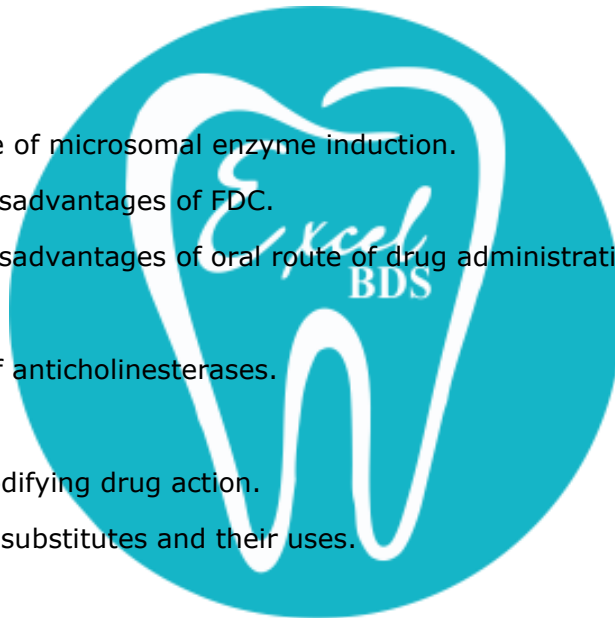 e of microsomal enzyme induction.
sadvantages of FDC.
Excel
sadvantages of oral route of drug administrati
BDS
f anticholinesterases.
difying drug action.
substitutes and their uses.